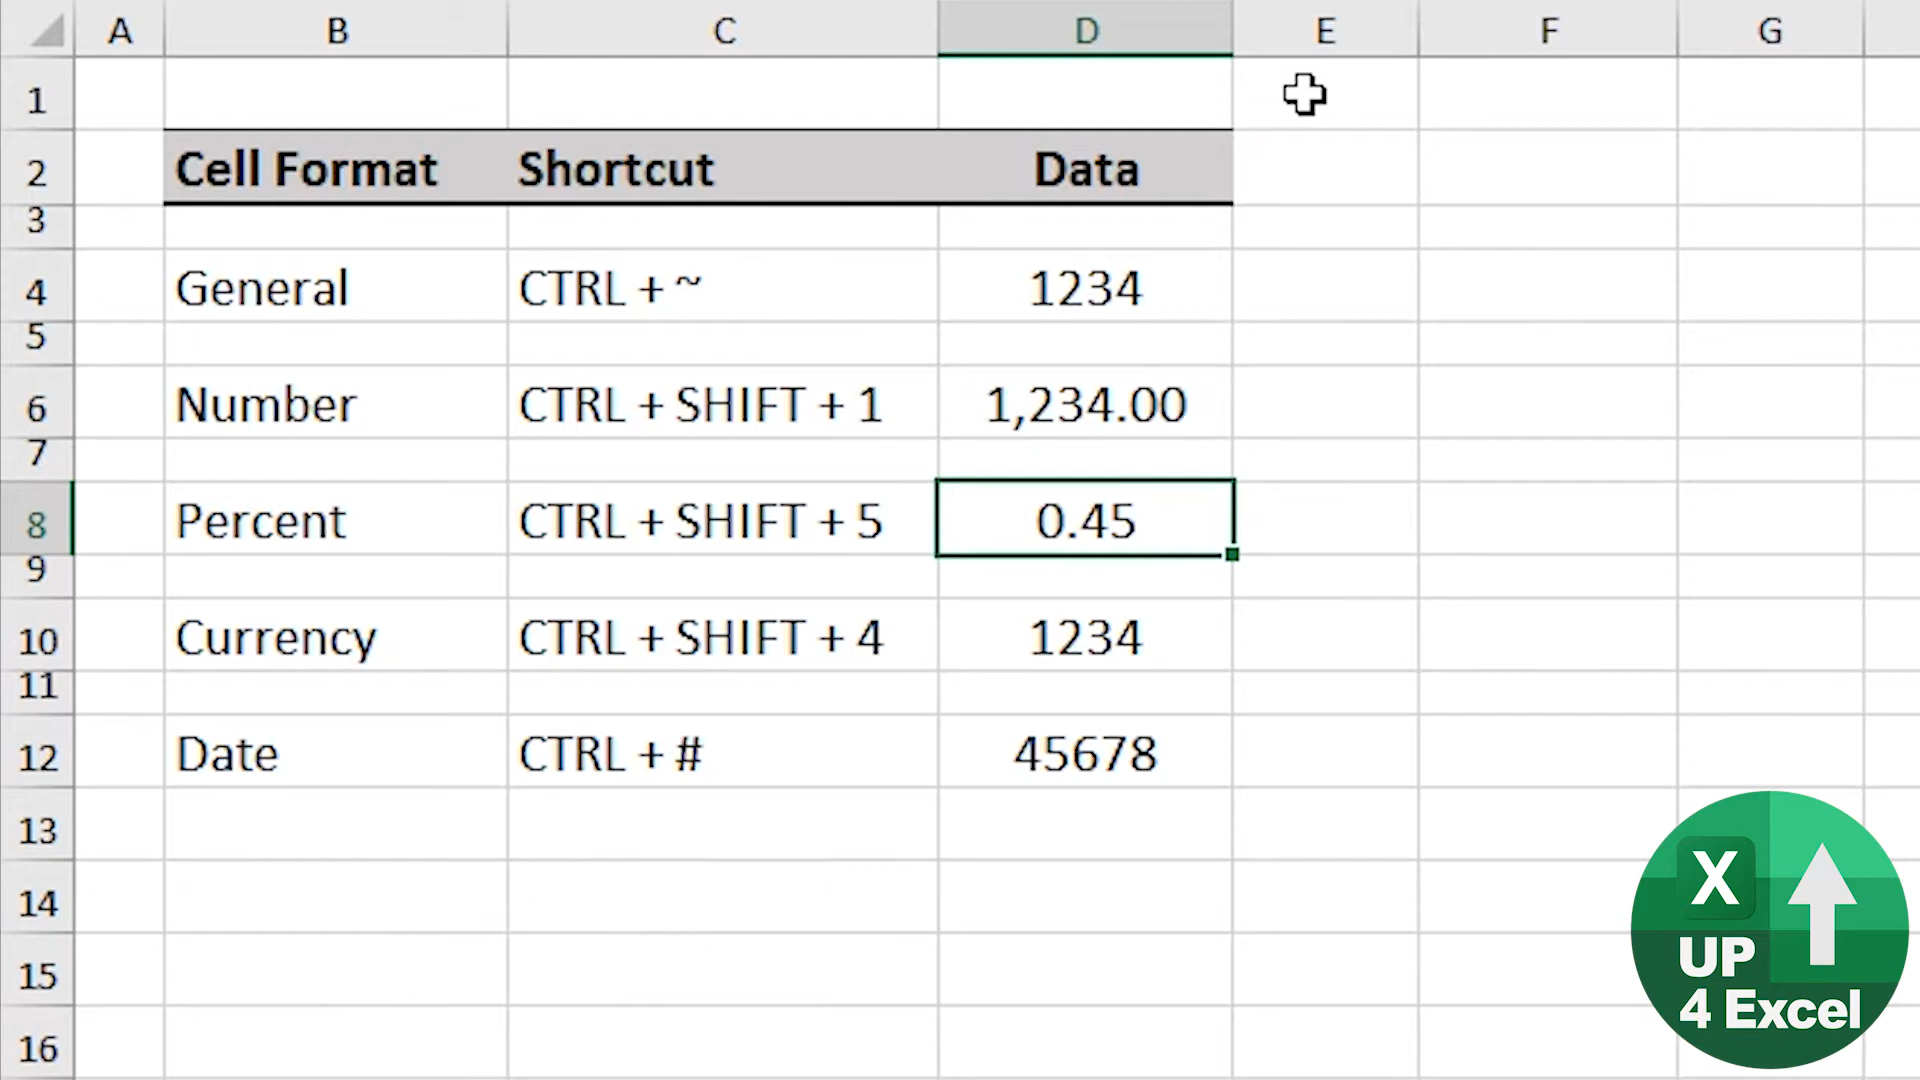 A B C D E F G
1
2 Cell Format Shortcut Data
3
4 General CTRL + ~ 1234
5
6 Number CTRL + SHIFT + 1 1,234.00
7
8 Percent CTRL + SHIFT + 5 0.45
9
10 Currency CTRL + SHIFT + 4 1234
11
12 Date CTRL + # 45678
13
14
15
16
X
UP
4 Excel